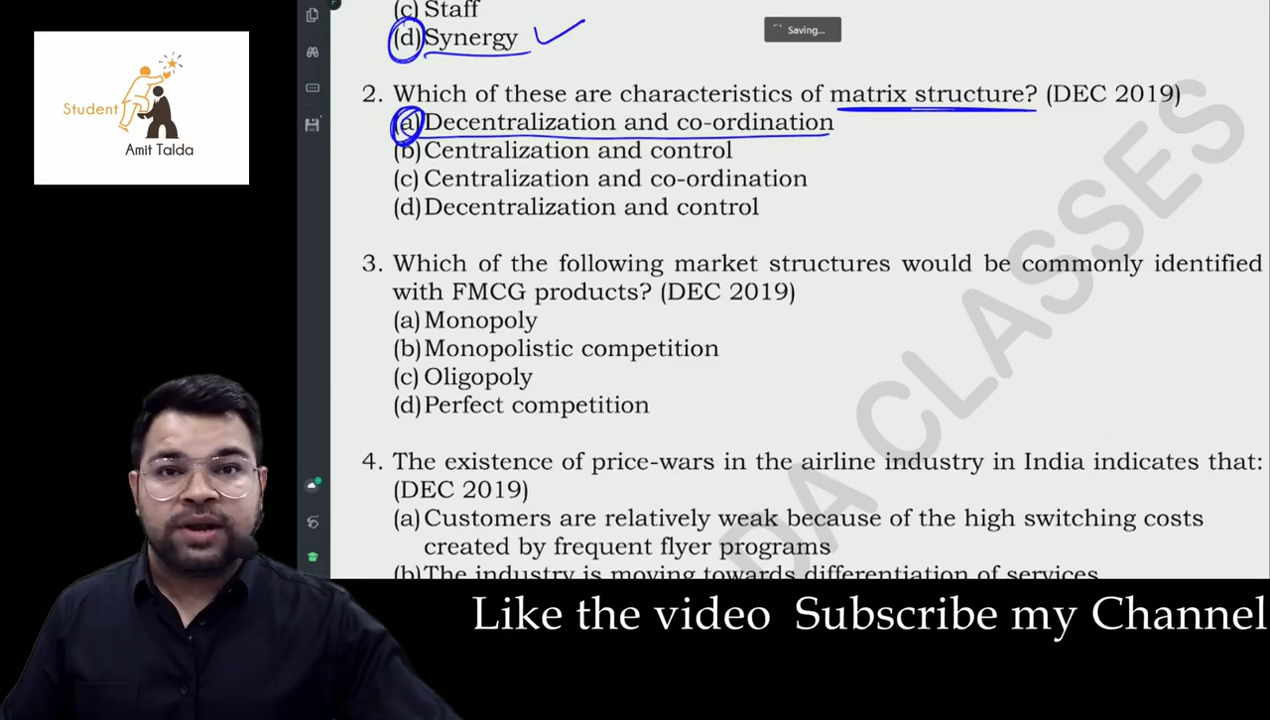 (c) Staff
(d) Synergy
Saving...
Student
Amit Talda
2. Which of these are characteristics of matrix structure? (DEC 2019)
(a) Decentralization and co-ordination
(b) Centralization and control
(c) Centralization and co-ordination
(d) Decentralization and control
3. Which of the following market structures would be commonly identified
with FMCG products? (DEC 2019)
(a) Monopoly
(b) Monopolistic competition
(c) Oligopoly
(d) Perfect competition
4. The existence of price-wars in the airline industry in India indicates that:
(DEC 2019)
(a) Customers are relatively weak because of the high switching costs
created by frequent flyer programs
(b) The industry is moving towards differentiation of services
DA CLASSES
Like the video Subscribe my Channel